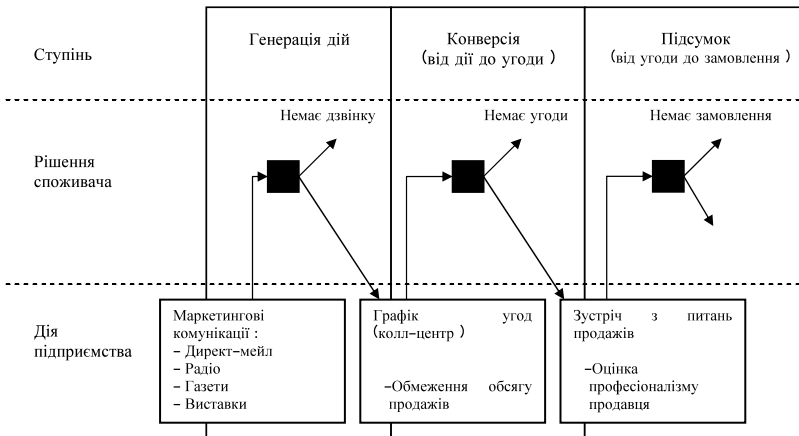 Ступінь
Генерація дій
Конверсія
(від дії до угоди )
Підсумок
(від угоди до замовлення )
Рішення
споживача
Немає дзвінку
Немає угоди
Немає замовлення
Дія
підприємства
Маркетингові
комунікації :
- Директ-мейл
- Радіо
- Газети
- Виставки
Графік угод
(колл-центр )
-Обмеження обсягу
продажів
Зустріч з питань
продажів
-Оцінка
професіоналізму
продавця